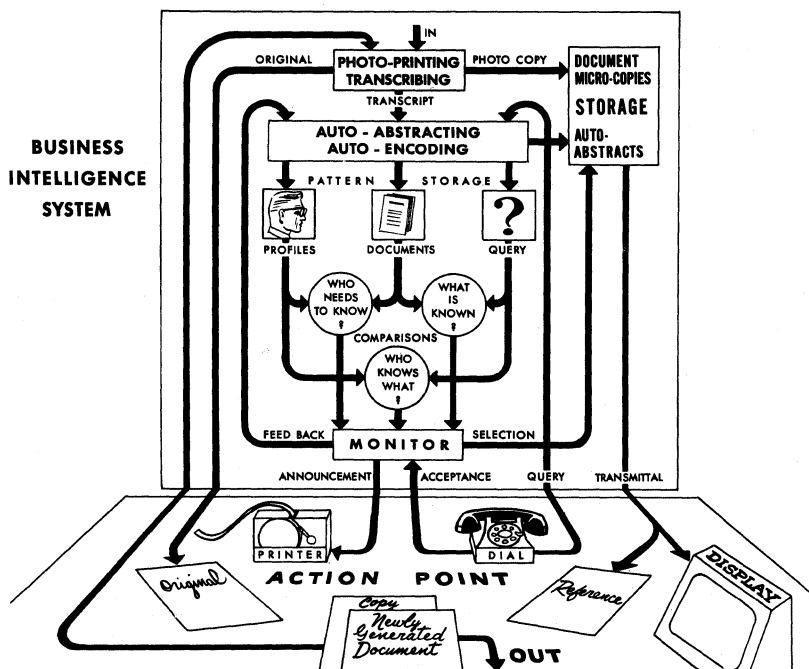 IN
ORIGINAL
PHOTO-PRINTING
TRANSCRIBING
PHOTO COPY
DOCUMENT
MICRO-COPIES
STORAGE
AUTO-
ABSTRACTS
TRANSCRIPT
AUTO - ABSTRACTING
AUTO - ENCODING
BUSINESS
INTELLIGENCE
SYSTEM
PATTERN STORAGE
?
PROFILES
DOCUMENTS
QUERY
WHO
NEEDS
TO KNOW
?
WHAT
IS
KNOWN
?
COMPARISONS
WHO
KNOWS
WHAT
?
FEED BACK
MONITOR
SELECTION
ANNOUNCEMENT
ACCEPTANCE
QUERY
TRANSMITTAL
PRINTER
DIAL
DISPLAY
ACTION POINT
Original
Reference
Copy
Newly
Generated
Document
OUT